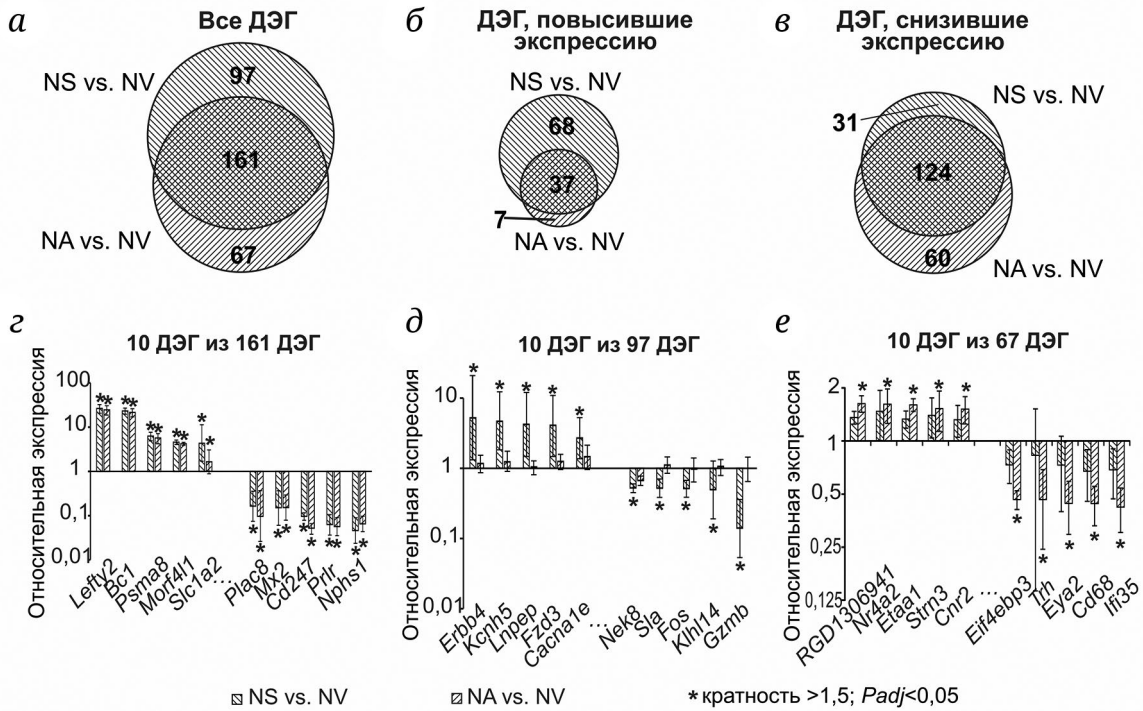 а
Все ДЭГ
NS vs. NV
97
161
NA vs. NV
67
б
ДЭГ, повысившие
экспрессию
NS vs. NV
68
37
7
NA vs. NV
в
ДЭГ, снизившие
экспрессию
NS vs. NV
31
124
60
NA vs. NV
г
10 ДЭГ из 161 ДЭГ
Относительная экспрессия
100
10
1
0,1
0,01
Lefty2
Bc1
Psma8
Morf4l1
Slc1a2
....
Plac8
Mx2
Cd247
Prlr
Nphs1
д
10 ДЭГ из 97 ДЭГ
Относительная экспрессия
10
1
0,1
0,01
Erbb4
Kcnh5
Lnpep
Fzd3
Cacna1e
...
Nek8
Sla
Fos
Klhl14
Gzmb
е
10 ДЭГ из 67 ДЭГ
Относительная экспрессия
2
1
0,5
0,25
0,125
RGD1306941
Nr4a2
Etaa1
Strn3
Cnr2
...
Eif4ebp3
Trh
Eya2
Cd68
Ifi35
NS vs. NV
NA vs. NV
* кратность >1,5; Padj<0,05